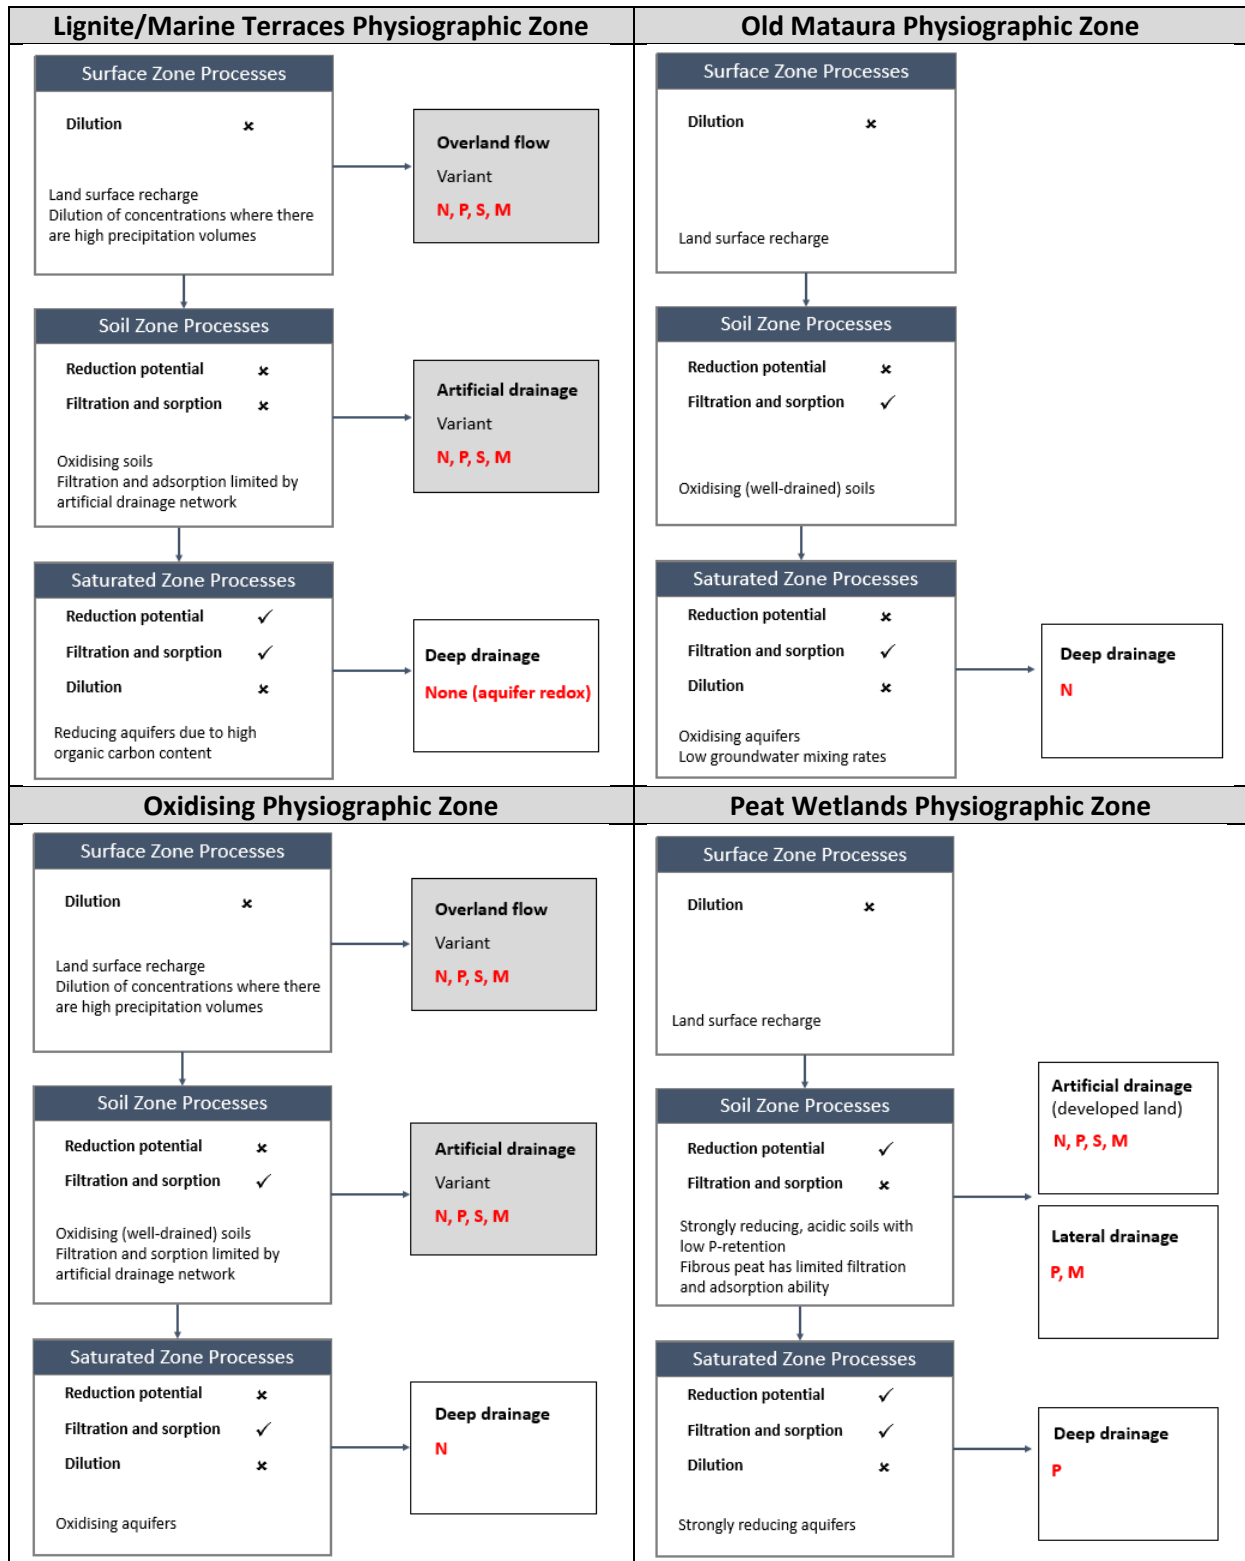 Lignite/Marine Terraces Physiographic Zone
Surface Zone Processes
Dilution ×
Land surface recharge
Dilution of concentrations where there
are high precipitation volumes
Overland flow
Variant
N, P, S, M
Soil Zone Processes
Reduction potential ×
Filtration and sorption ×
Oxidising soils
Filtration and adsorption limited by
artificial drainage network
Artificial drainage
Variant
N, P, S, M
Saturated Zone Processes
Reduction potential ✓
Filtration and sorption ✓
Dilution ×
Reducing aquifers due to high
organic carbon content
Deep drainage
None (aquifer redox)
Old Mataura Physiographic Zone
Surface Zone Processes
Dilution ×
Land surface recharge
Soil Zone Processes
Reduction potential ×
Filtration and sorption ✓
Oxidising (well-drained) soils
Saturated Zone Processes
Reduction potential ×
Filtration and sorption ✓
Dilution ×
Oxidising aquifers
Low groundwater mixing rates
Deep drainage
N
Oxidising Physiographic Zone
Surface Zone Processes
Dilution ×
Land surface recharge
Dilution of concentrations where there
are high precipitation volumes
Overland flow
Variant
N, P, S, M
Soil Zone Processes
Reduction potential ×
Filtration and sorption ✓
Oxidising (well-drained) soils
Filtration and sorption limited by
artificial drainage network
Artificial drainage
Variant
N, P, S, M
Saturated Zone Processes
Reduction potential ×
Filtration and sorption ✓
Dilution ×
Oxidising aquifers
Deep drainage
N
Peat Wetlands Physiographic Zone
Surface Zone Processes
Dilution ×
Land surface recharge
Soil Zone Processes
Reduction potential ✓
Filtration and sorption ×
Strongly reducing, acidic soils with
low P-retention
Fibrous peat has limited filtration
and adsorption ability
Artificial drainage
(developed land)
N, P, S, M
Lateral drainage
P, M
Saturated Zone Processes
Reduction potential ✓
Filtration and sorption ✓
Dilution ×
Strongly reducing aquifers
Deep drainage
P